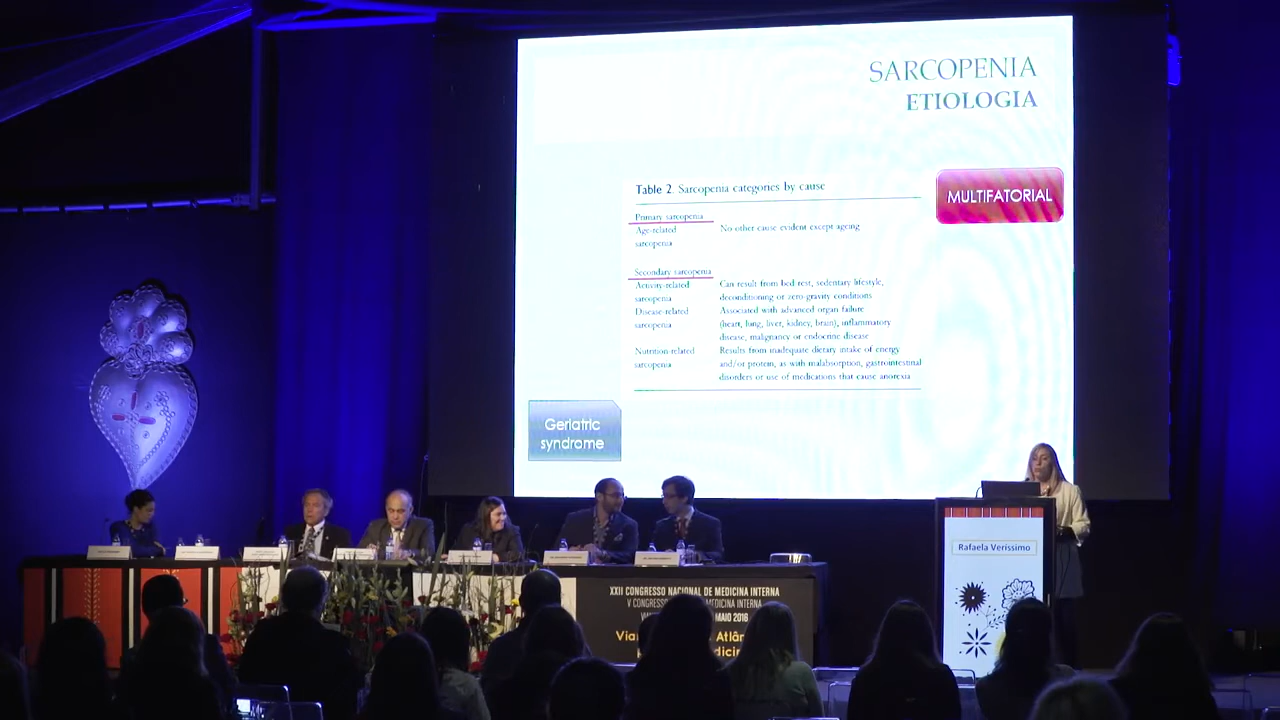 SARCOPENIA
ETIOLOGIA
MULTIFATORIAL
Table 2. Sarcopenia categories by cause
Primary sarcopenia
Age-related sarcopenia
No other cause evident except ageing
Secondary sarcopenia
Activity-related sarcopenia
Can result from bed rest, sedentary lifestyle,
deconditioning or zero-gravity conditions
Disease-related sarcopenia
Associated with advanced organ failure
(heart, lung, liver, kidney, brain), inflammatory
disease, malignancy or endocrine disease
Nutrition-related sarcopenia
Results from inadequate dietary intake of energy
and/or protein, as with malabsorption, gastrointestinal
disorders or use of medications that cause anorexia
Geriatric
syndrome
Rafaela Veríssimo
XXII CONGRESSO NACIONAL DE MEDICINA INTERNA
V CONGRESSO MEDICINA INTERNA
MAIO 2016